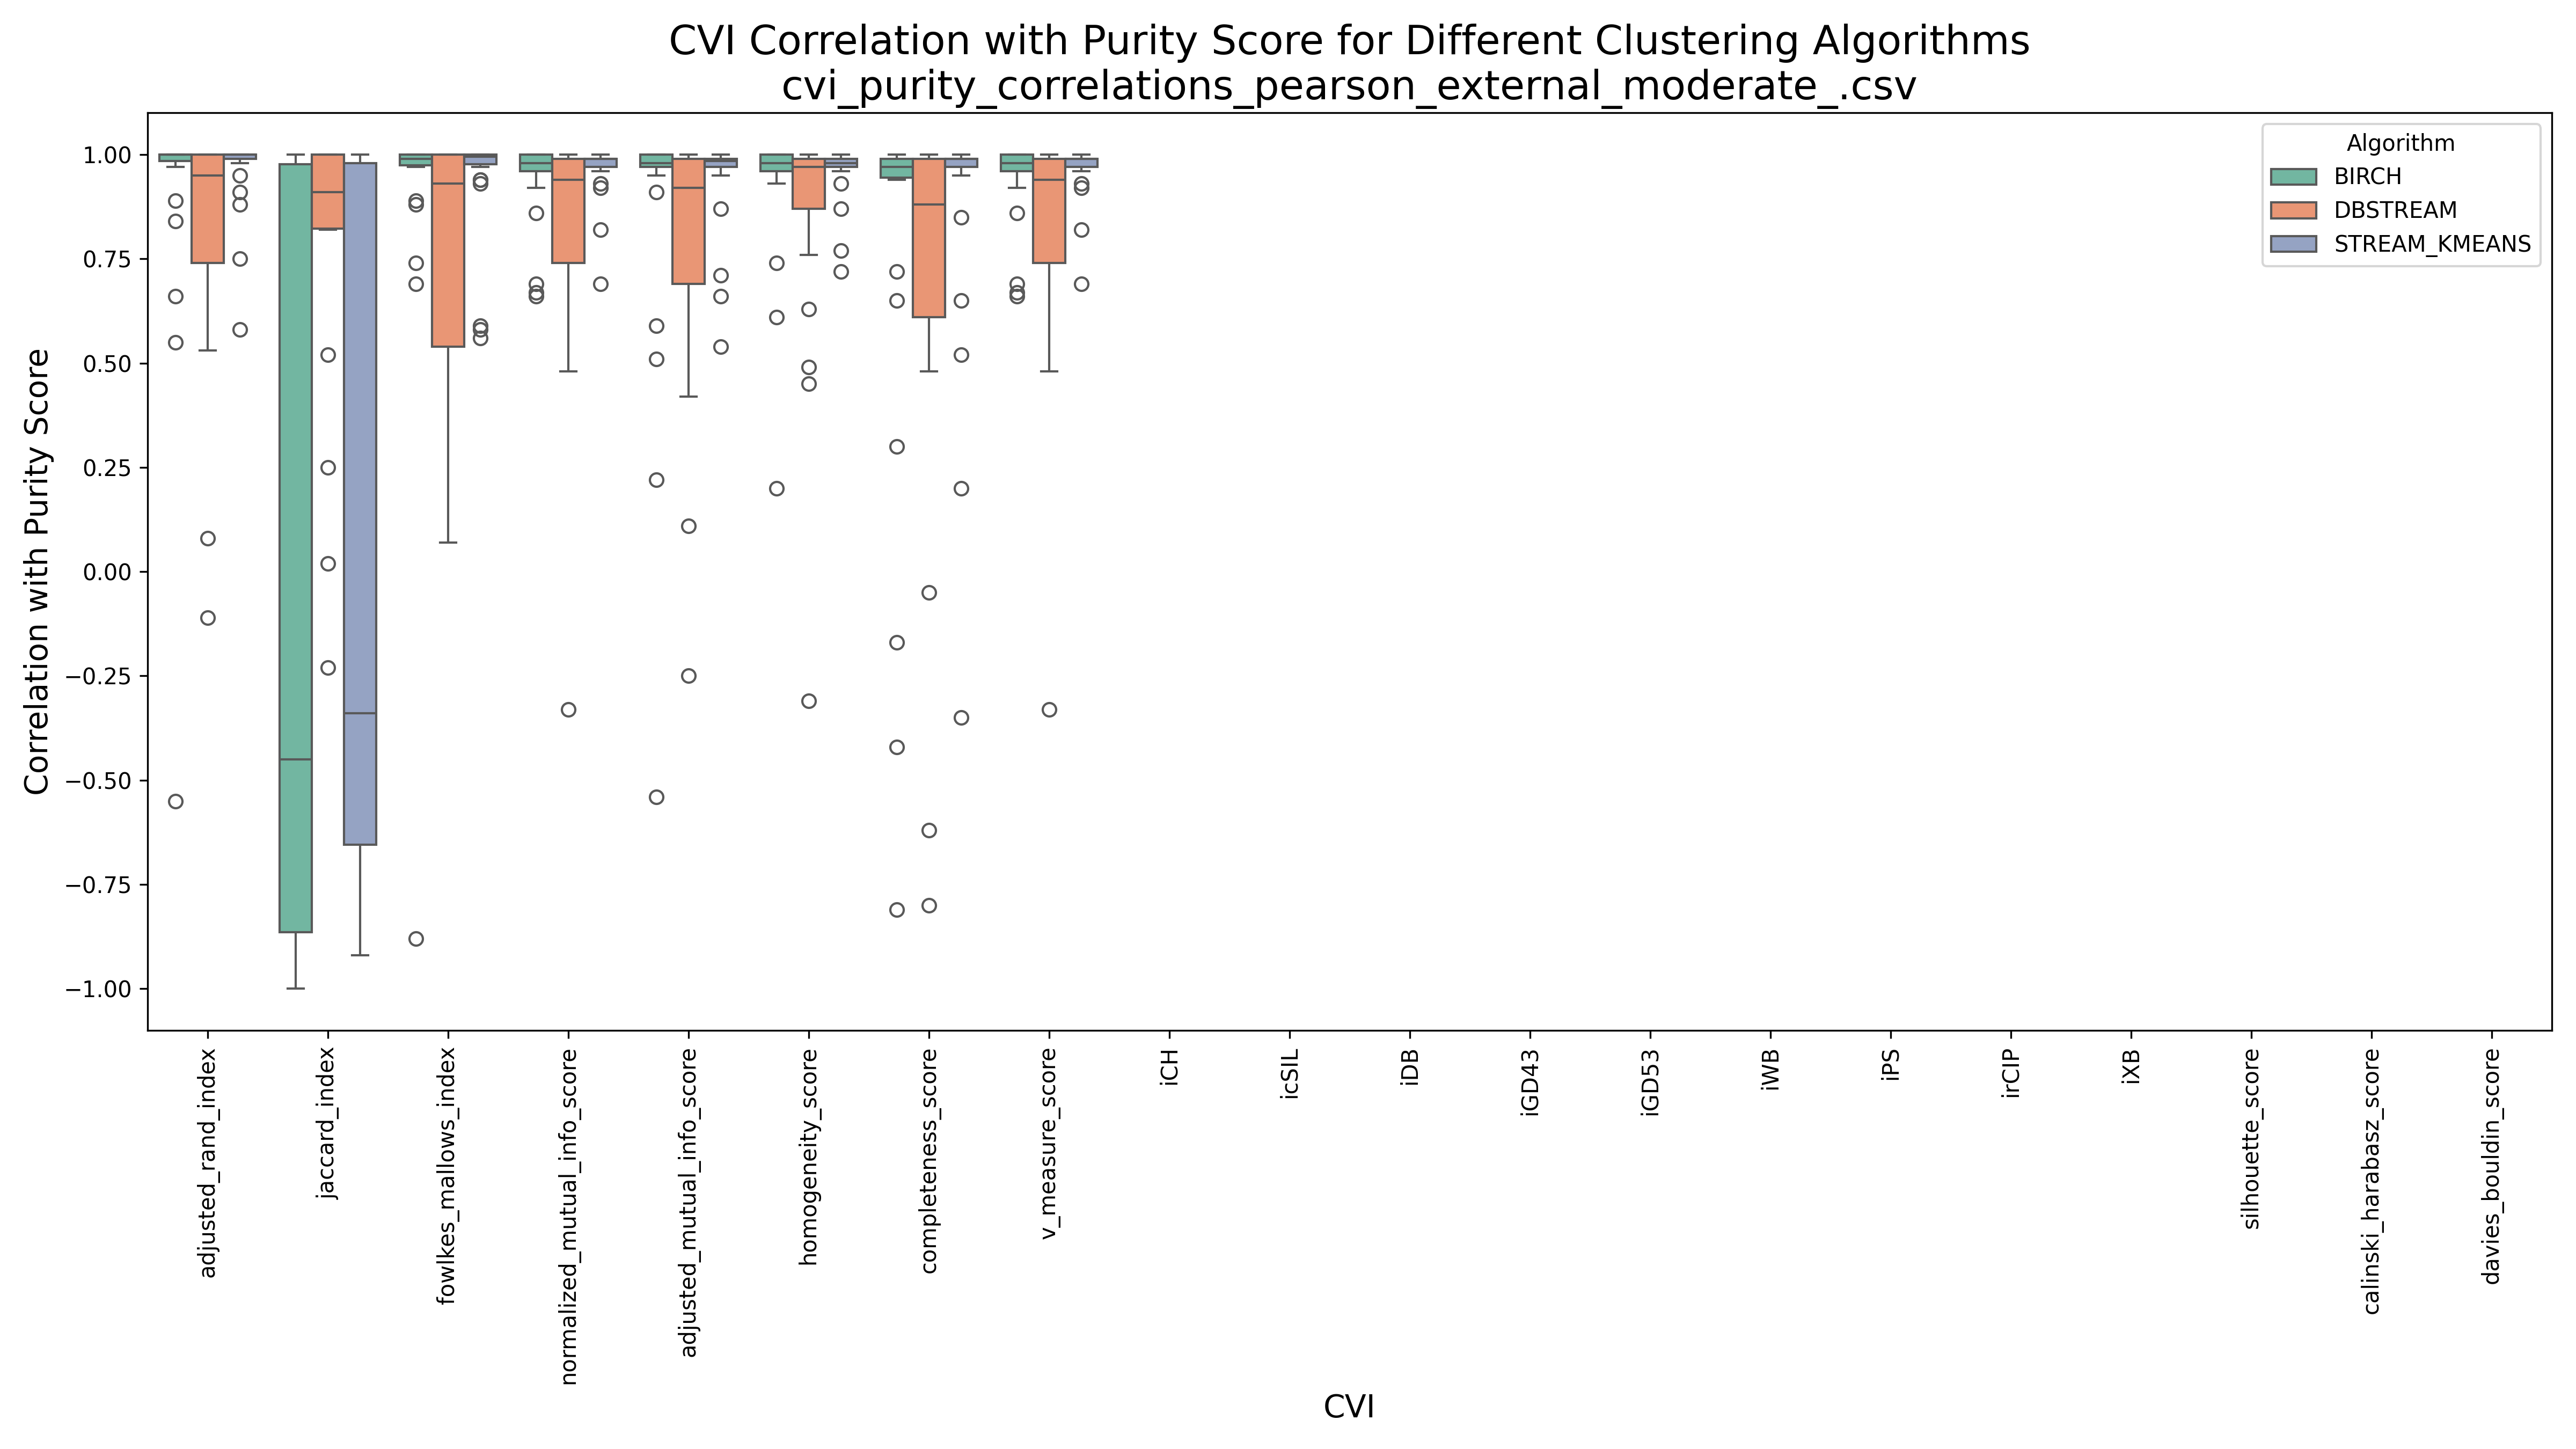 CVI Correlation with Purity Score for Different Clustering Algorithms
cvi_purity_correlations_pearson_external_moderate_.csv
Algorithm
BIRCH
DBSTREAM
STREAM_KMEANS
Correlation with Purity Score
1.00
0.75
0.50
0.25
0.00
−0.25
−0.50
−0.75
−1.00
adjusted_rand_index
jaccard_index
fowlkes_mallows_index
normalized_mutual_info_score
adjusted_mutual_info_score
homogeneity_score
completeness_score
v_measure_score
iCH
icSIL
iDB
iGD43
iGD53
iWB
iPS
irCIP
iXB
silhouette_score
calinski_harabasz_score
davies_bouldin_score
CVI